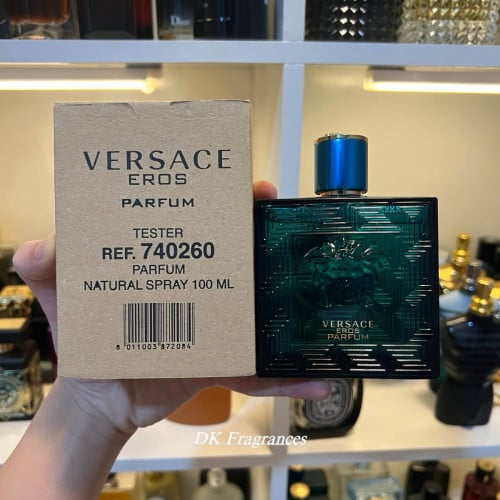 Dior
VERSACE
EROS
PARFUM
TESTER
REF. 740260
PARFUM
NATURAL SPRAY 100 ML
8 011003 872084
VERSACE
EROS
PARFUM
DK Fragrances